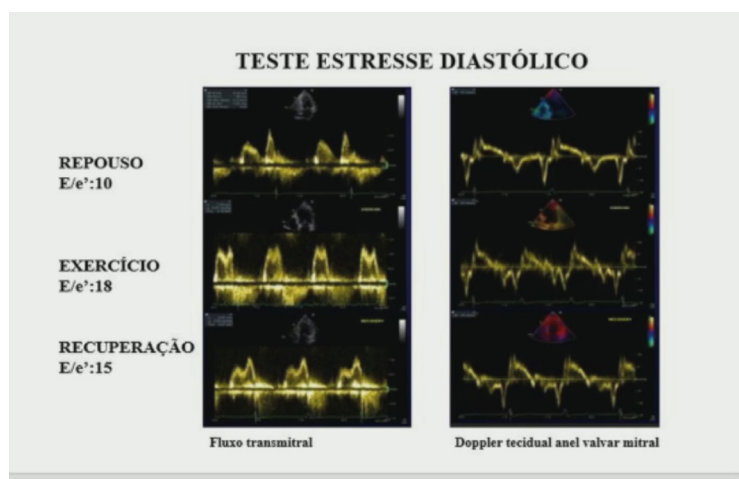 TESTE ESTRESSE DIASTÓLICO
REPOUSO
E/e’:10
EXERCÍCIO
E/e’:18
RECUPERAÇÃO
E/e’:15
Fluxo transmitral
Doppler tecidual anel valvar mitral